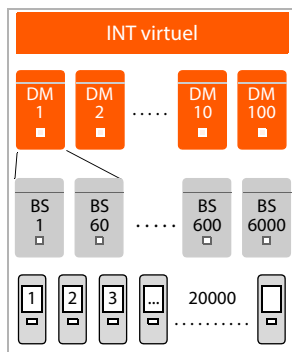 INT virtuel
DM 1
DM 2
.....
DM 10
DM 100
BS 1
BS 60
.....
BS 600
BS 6000
1
2
3
...
20000
..........